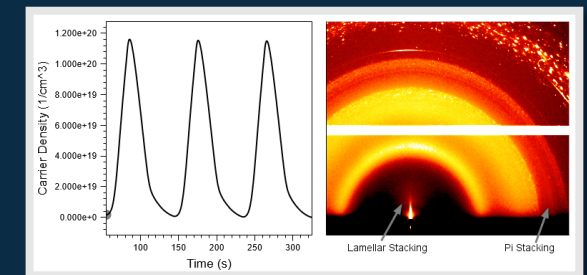 1.200e+20
1.000e+20
8.000e+19
6.000e+19
4.000e+19
2.000e+19
0.000e+0
Carrier Density (1/cm^3)
100 150 200 250 300
Time (s)
Lamellar Stacking
Pi Stacking